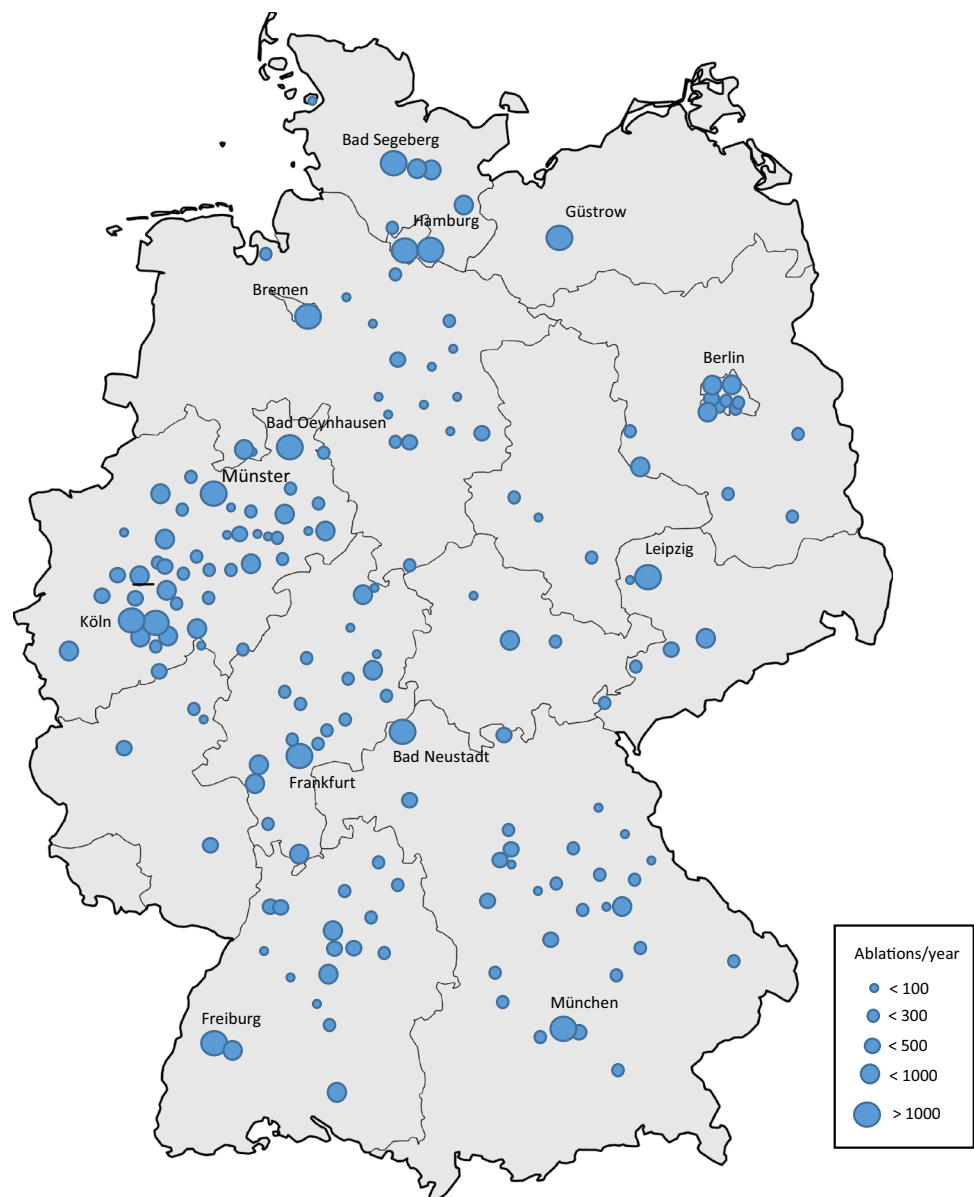 Bad Segeberg
Hamburg
Güstrow
Bremen
Berlin
Bad Oeynhausen
Münster
Leipzig
Köln
Bad Neustadt
Frankfurt
Freiburg
München
Ablations/year
< 100
< 300
< 500
< 1000
> 1000